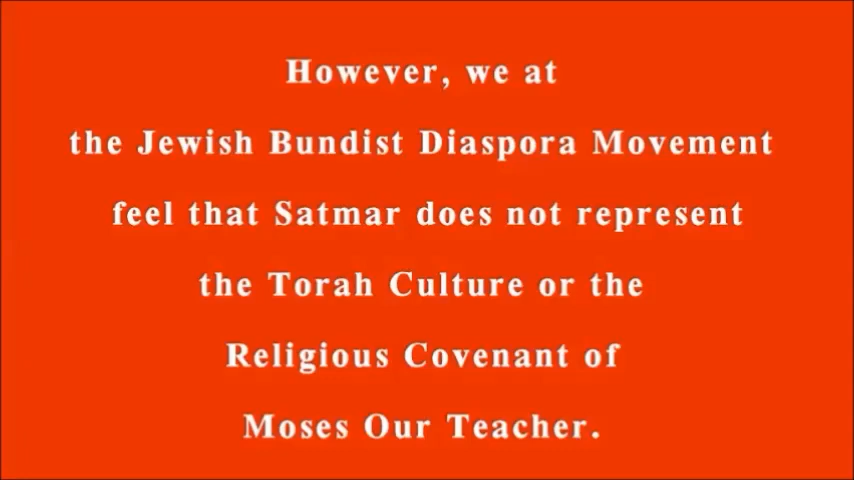 However, we at
the Jewish Bundist Diaspora Movement
feel that Satmar does not represent
the Torah Culture or the
Religious Covenant of
Moses Our Teacher.